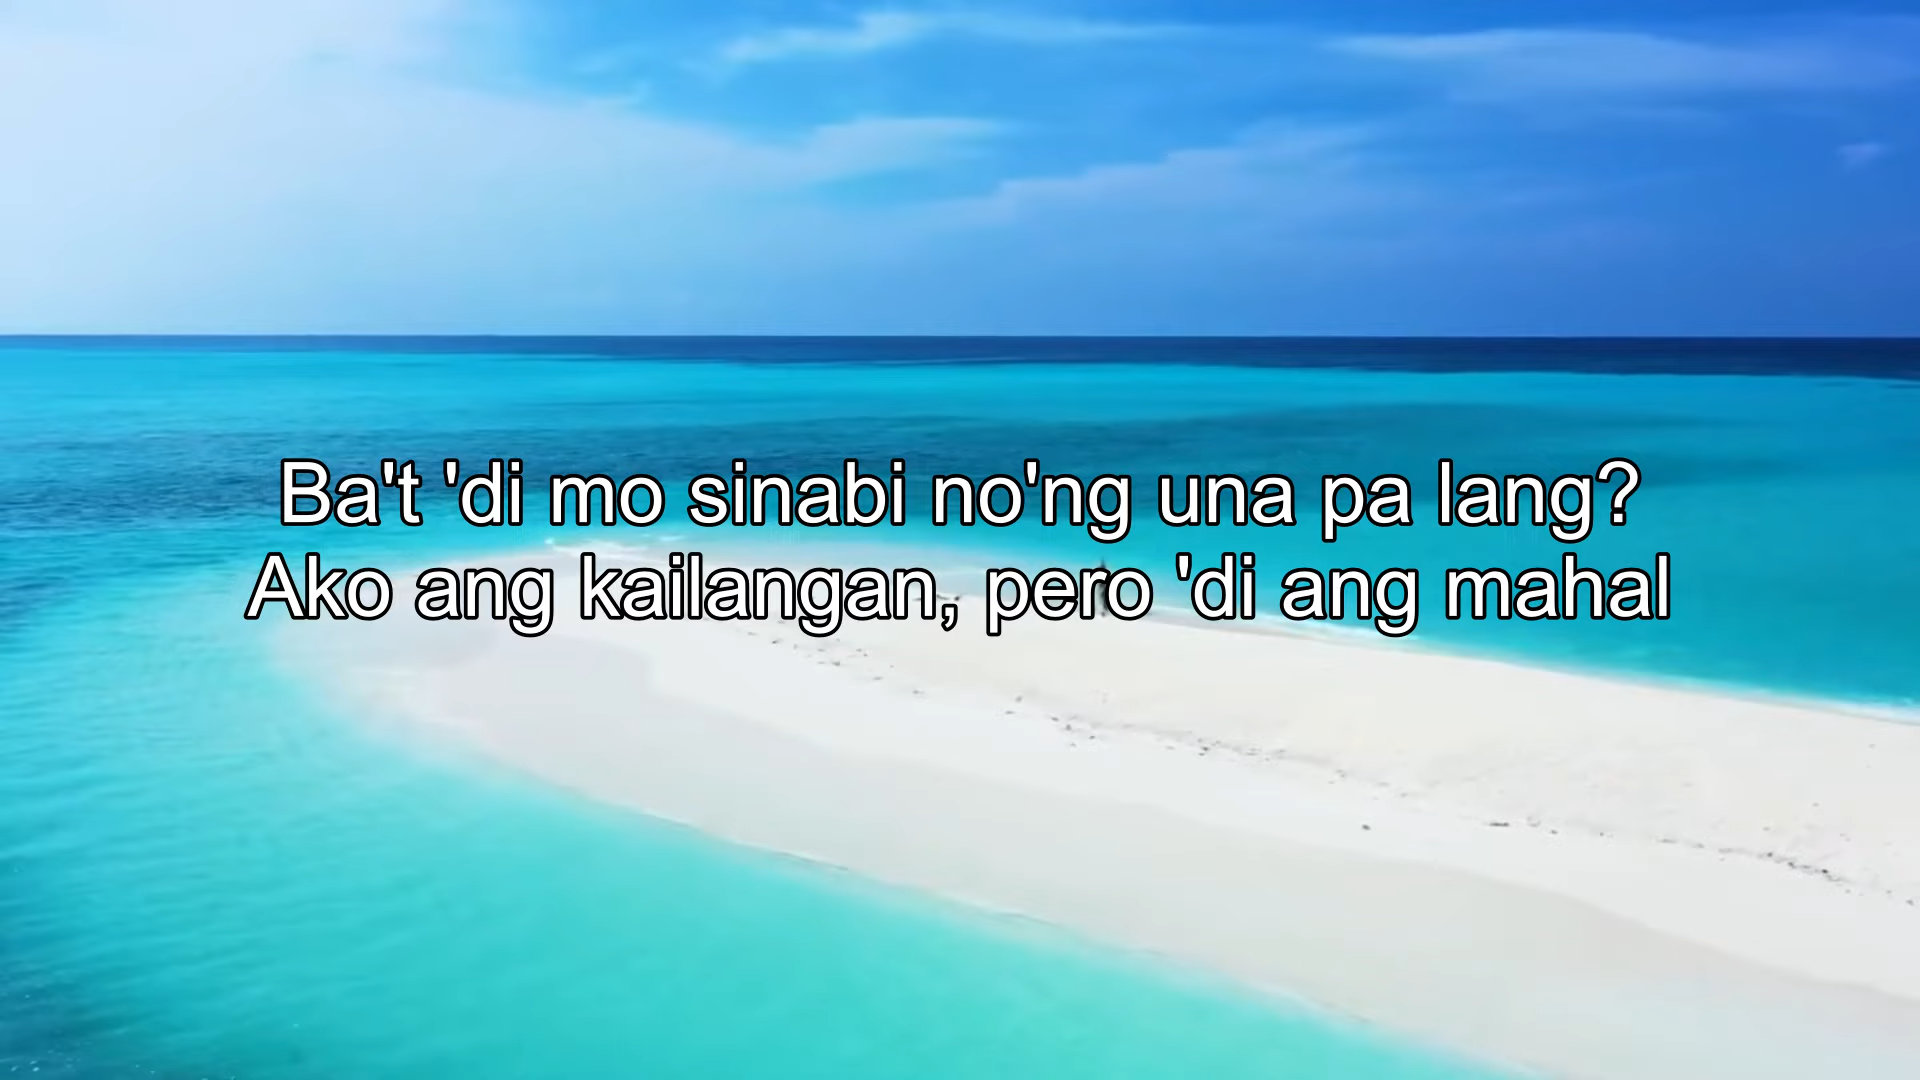 Ba't 'di mo sinabi no'ng una pa lang?
Ako ang kailangan, pero 'di ang mahal